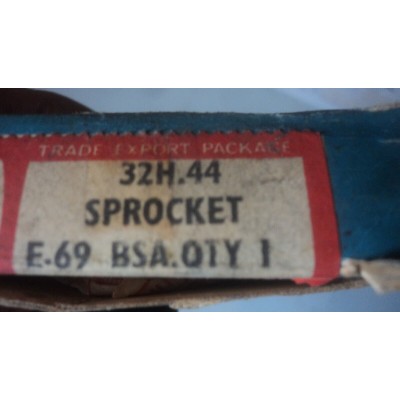 TRADE EXPORT PACKAGE
32H.44
SPROCKET
E-69 BSA.QTY 1